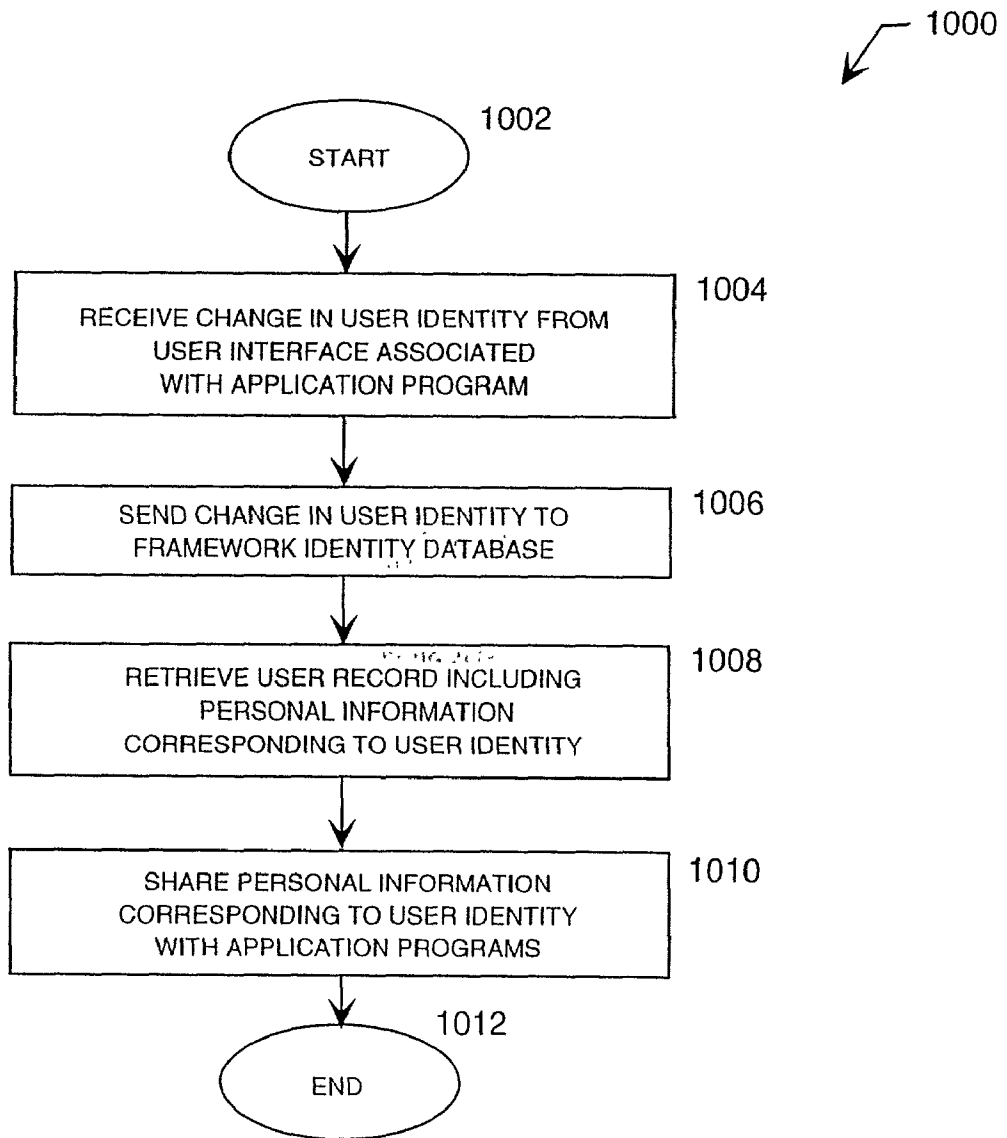 1000
1002
START
1004
RECEIVE CHANGE IN USER IDENTITY FROM
USER INTERFACE ASSOCIATED
WITH APPLICATION PROGRAM
1006
SEND CHANGE IN USER IDENTITY TO
FRAMEWORK IDENTITY DATABASE
1008
RETRIEVE USER RECORD INCLUDING
PERSONAL INFORMATION
CORRESPONDING TO USER IDENTITY
1010
SHARE PERSONAL INFORMATION
CORRESPONDING TO USER IDENTITY
WITH APPLICATION PROGRAMS
1012
END